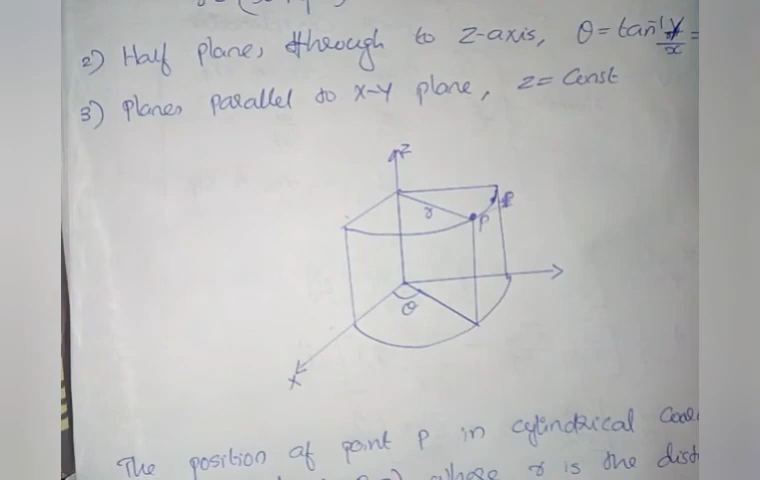 2) Half plane, through to z-axis, θ = tan⁻¹ y/x =
3) Planes parallel to x-y plane, z = Const
z
r
P
θ
x
The position of point P in cylindrical
where r is the